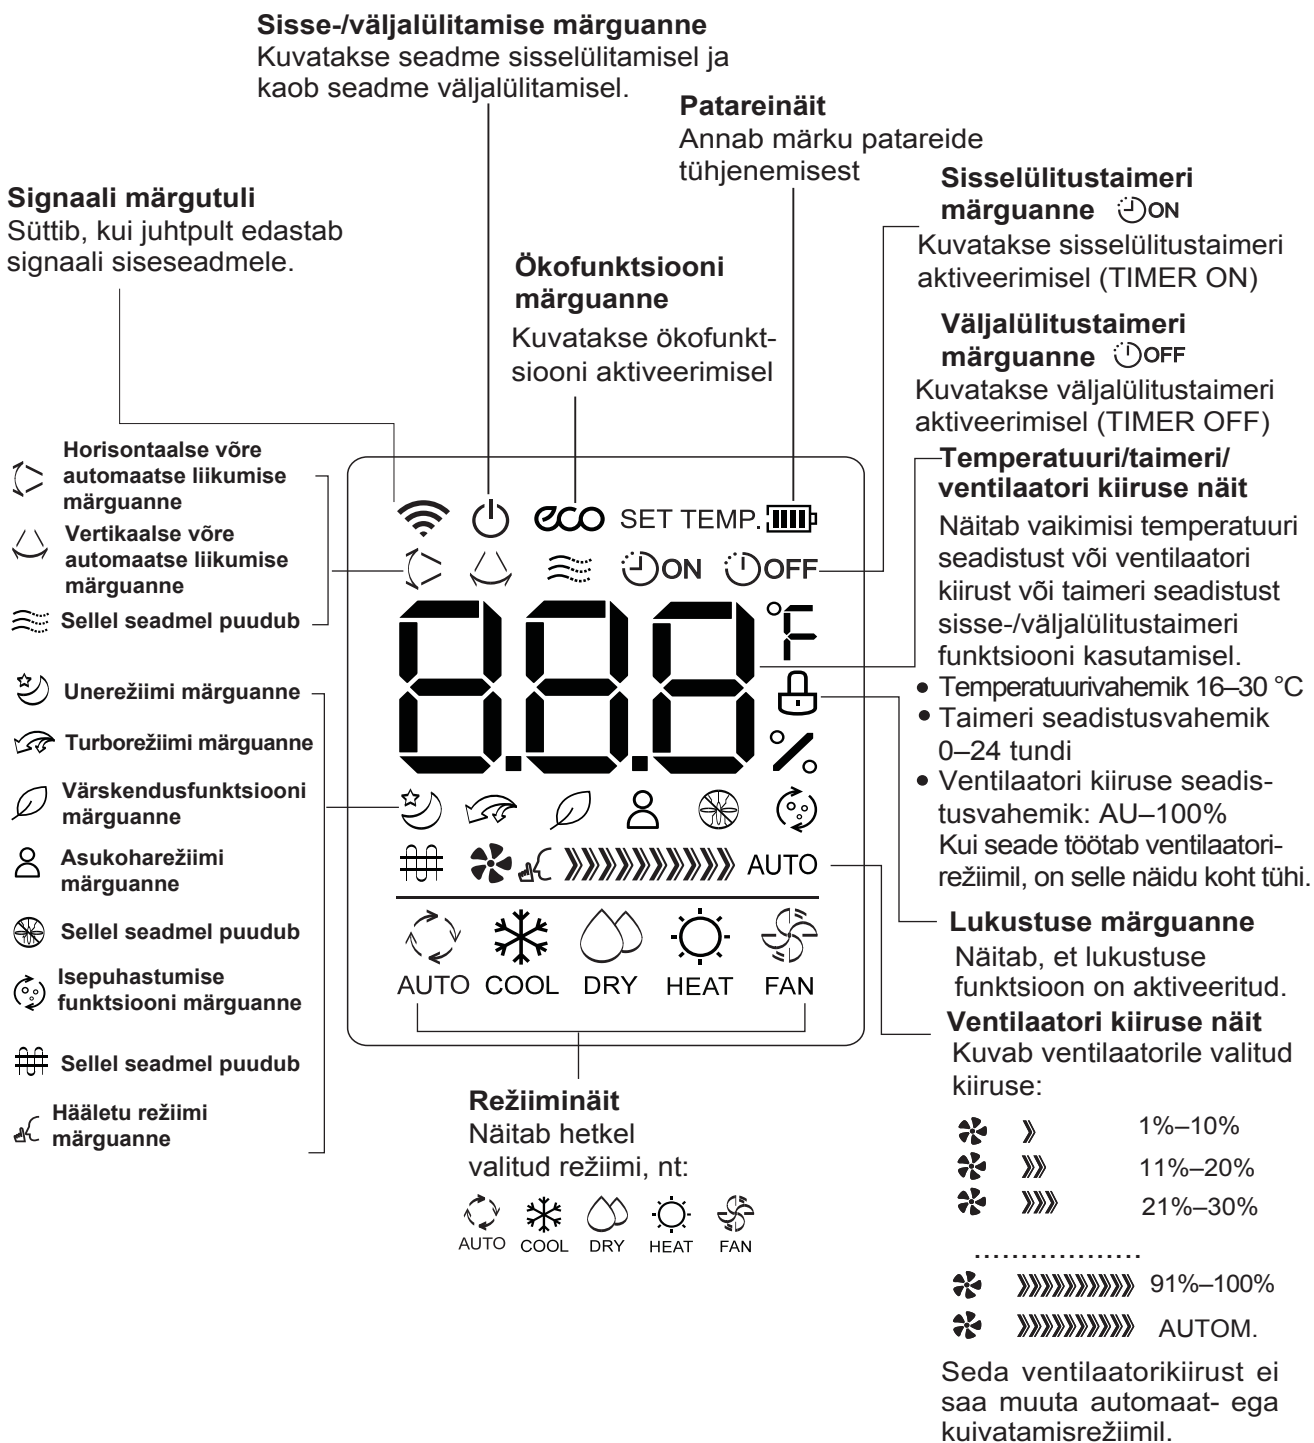 Sisse-/väljalülitamise märguanne
Kuvatakse seadme sisselülitamisel ja
kaob seadme väljalülitamisel.
Patareinäit
Annab märku patareide
tühjenemisest
Signaali märgutuli
Süttib, kui juhtpult edastab
signaali siseseadmele.
Ökofunktsiooni
märguanne
Kuvatakse ökofunkt-
siooni aktiveerimisel
Sisselülitustaimeri
märguanne ON
Kuvatakse sisselülitustaimeri
aktiveerimisel (TIMER ON)
Väljalülitustaimeri
märguanne OFF
Kuvatakse väljalülitustaimeri
aktiveerimisel (TIMER OFF)
Temperatuuri/taimeri/
ventilaatori kiiruse näit
Näitab vaikimisi temperatuuri
seadistust või ventilaatori
kiirust või taimeri seadistust
sisse-/väljalülitustaimeri
funktsiooni kasutamisel.
• Temperatuurivahemik 16–30 °C
• Taimeri seadistusvahemik
0–24 tundi
• Ventilaatori kiiruse seadis-
tusvahemik: AU–100%
Kui seade töötab ventilaatori-
režiimil, on selle näidu koht tühi.
Lukustuse märguanne
Näitab, et lukustuse
funktsioon on aktiveeritud.
Ventilaatori kiiruse näit
Kuvab ventilaatorile valitud
kiiruse:
1%–10%
11%–20%
21%–30%
..................
91%–100%
AUTOM.
Seda ventilaatorikiirust ei
saa muuta automaat- ega
kuivatamisrežiimil.
Horisontaalse võre
automaatse liikumise
märguanne
Vertikaalse võre
automaatse liikumise
märguanne
Sellel seadmel puudub
Unerežiimi märguanne
Turborežiimi märguanne
Värskendusfunktsiooni
märguanne
Asukoharežiimi
märguanne
Sellel seadmel puudub
Isepuhastumise
funktsiooni märguanne
Sellel seadmel puudub
Hääletu režiimi
märguanne
eco SET TEMP.
ON OFF
8.8.8 °F
%
AUTO
AUTO COOL DRY HEAT FAN
Režiiminäit
Näitab hetkel
valitud režiimi, nt:
AUTO COOL DRY HEAT FAN